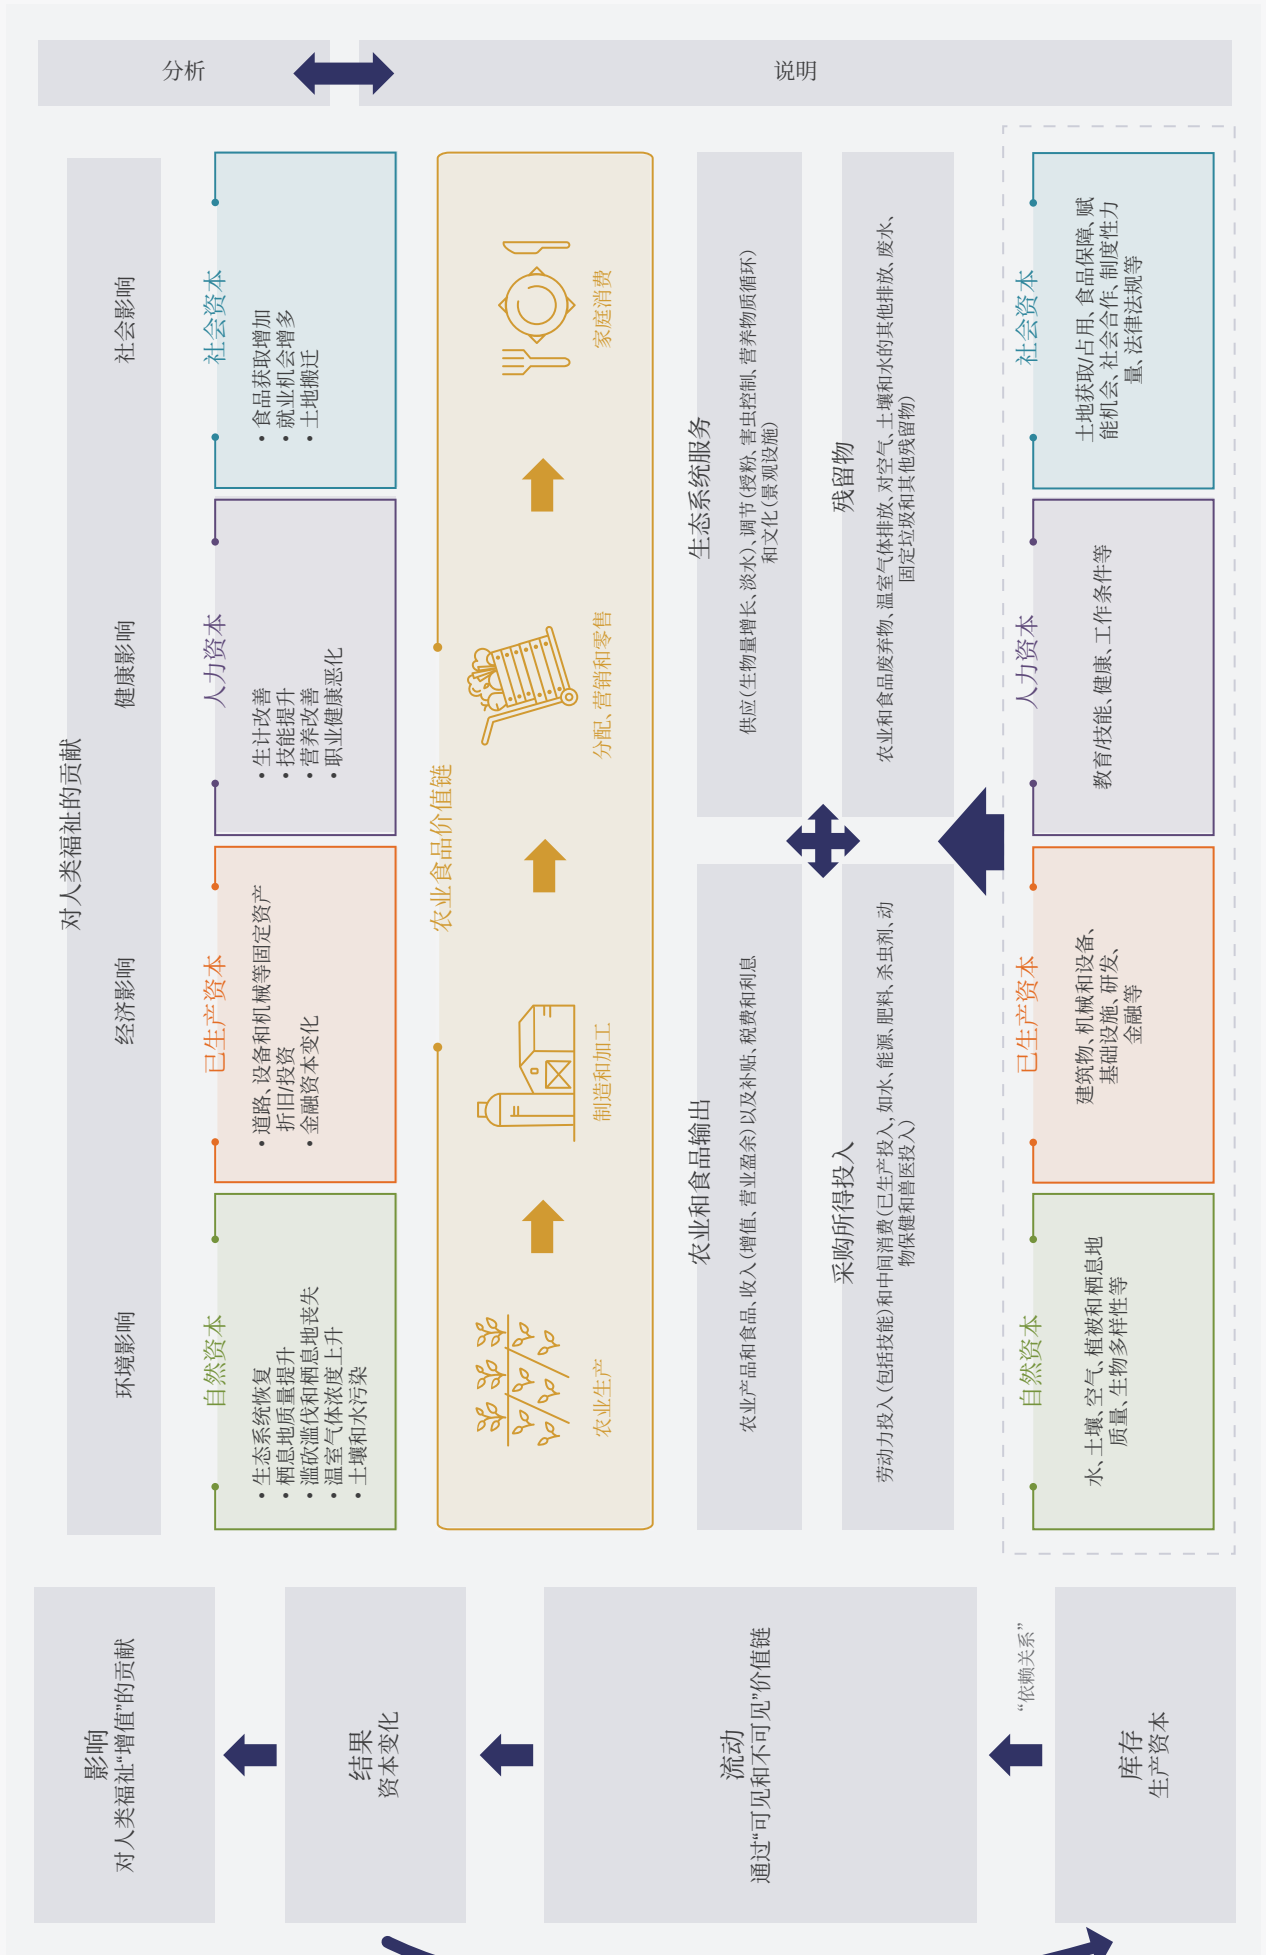 分析
说明
影响
对人类福祉“增值”的贡献
对人类福祉的贡献
环境影响
经济影响
健康影响
社会影响
结果
资本变化
自然资本
• 生态系统恢复
• 栖息地质量提升
• 滥砍滥伐和栖息地丧失
• 温室气体浓度上升
• 土壤和水污染
已生产资本
• 道路、设备和机械等固定资产
折旧/投资
• 金融资本变化
人力资本
• 生计改善
• 技能提升
• 营养改善
• 职业健康恶化
社会资本
• 食品获取增加
• 就业机会增多
• 土地搬迁
流动
通过“可见和不可见”价值链
农业食品价值链
农业生产
制造和加工
分配、营销和零售
家庭消费
农业和食品输出
农业产品和食品、收入(增值、营业盈余)以及补贴、税费和利息
生态系统服务
供应(生物量增长、淡水)、调节(授粉、害虫控制、营养物质循环)
和文化(景观设施)
采购所得投入
劳动力投入(包括技能)和中间消费(已生产投入,如水、能源、肥料、杀虫剂、动
物保健和兽医投入)
残留物
农业和食品废弃物、温室气体排放、对空气、土壤和水的其他排放、废水、
固定垃圾和其他残留物)
“依赖关系”
库存
生产资本
自然资本
水、土壤、空气、植被和栖息地
质量、生物多样性等
已生产资本
建筑物、机械和设备、
基础设施、研发、
金融等
人力资本
教育/技能、健康、工作条件等
社会资本
土地获取/占用、食品保障、赋
能机会、社会合作、制度性力
量、法律法规等